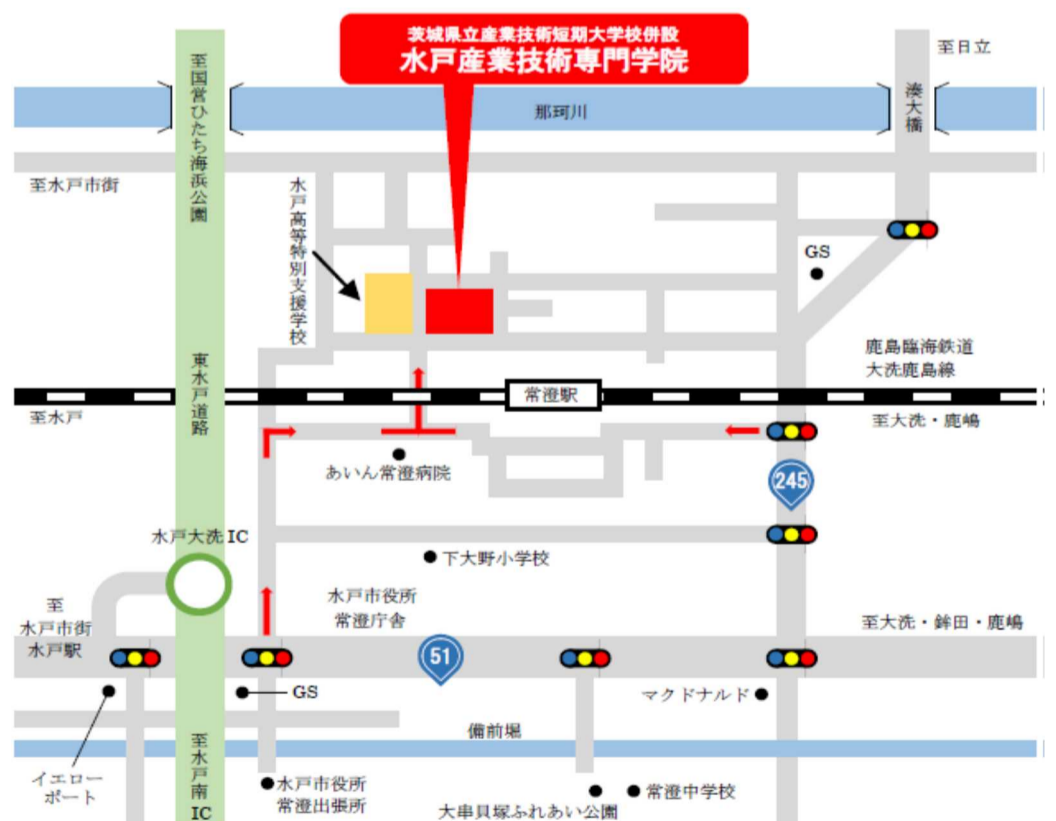 茨城県立産業技術短期大学校併設
水戸産業技術専門学院
至日立
至国営ひたち海浜公園
那珂川
湊大橋
至水戸市街
水戸高等特別支援学校
GS
東水戸道路
鹿島臨海鉄道
大洗鹿島線
常澄駅
至水戸
至大洗・鹿嶋
あいん常澄病院
245
水戸大洗IC
下大野小学校
至
水戸市街
水戸駅
水戸市役所
常澄庁舎
51
至大洗・鉾田・鹿嶋
GS
マクドナルド
備前堀
至水戸南IC
イエロー
ポート
水戸市役所
常澄出張所
大串貝塚ふれあい公園
常澄中学校